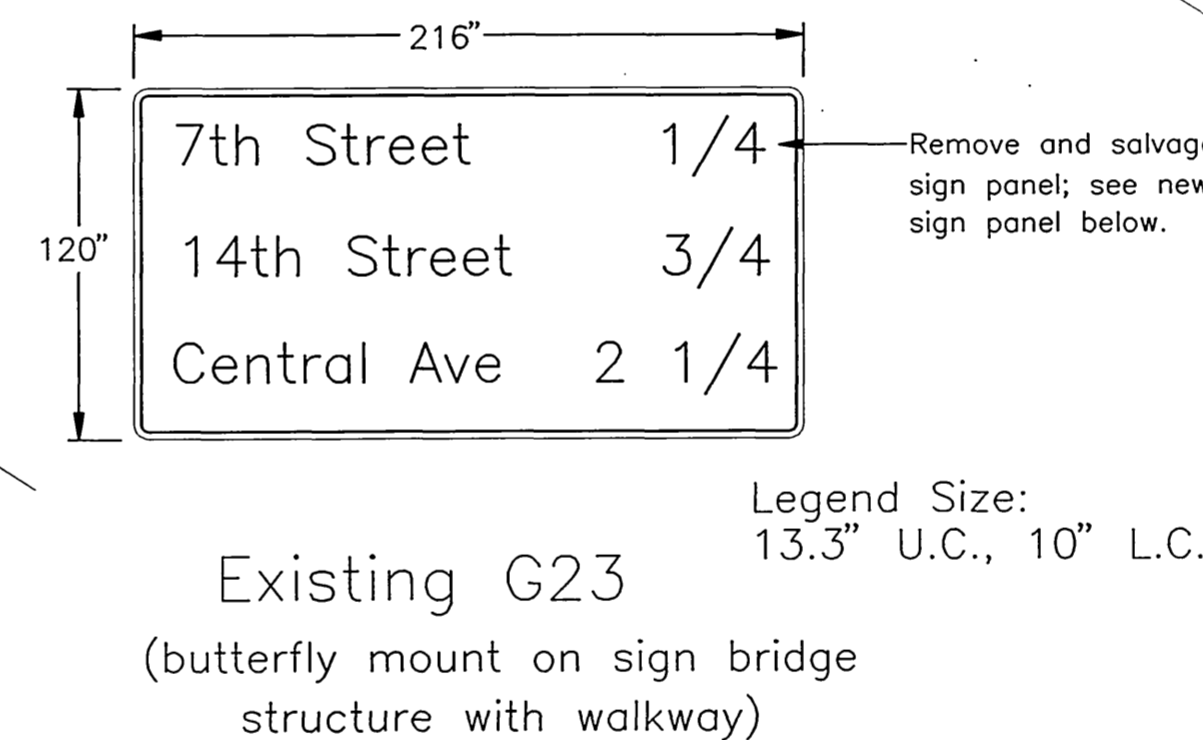 216”
7th Street 1/4
14th Street 3/4
Central Ave 2 1/4
120”
Remove and salvag
sign panel; see new
sign panel below.
Legend Size:
13.3” U.C., 10” L.C.
Existing G23
(butterfly mount on sign bridge
structure with walkway)